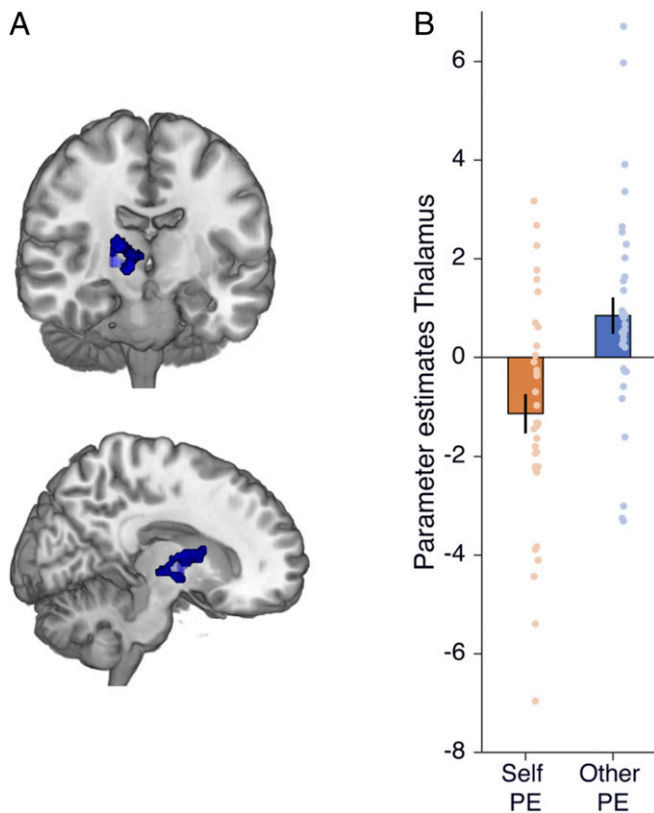 A
B
Parameter estimates Thalamus
6
4
2
0
-2
-4
-6
-8
Self
PE
Other
PE